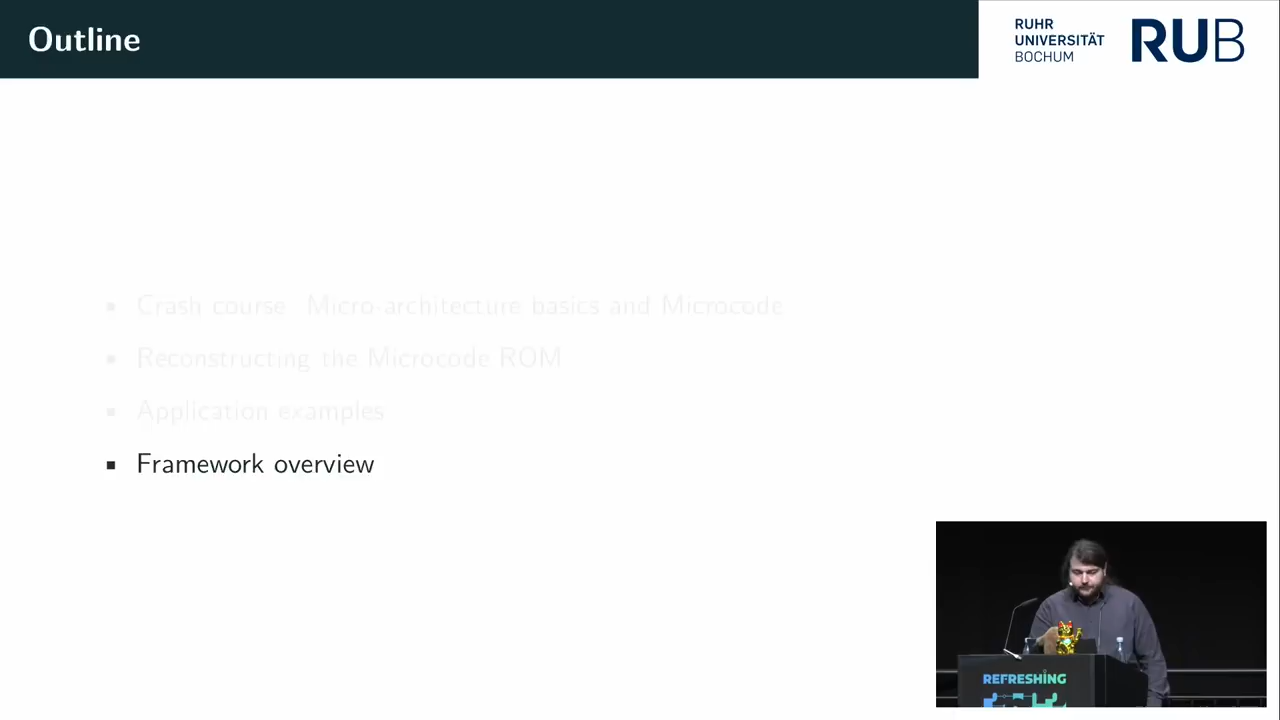 Outline
RUHR
UNIVERSITÄT
BOCHUM
RUB
Crash course Micro-architecture basics and Microcode
Reconstructing the Microcode ROM
Application examples
Framework overview
REFRESHING